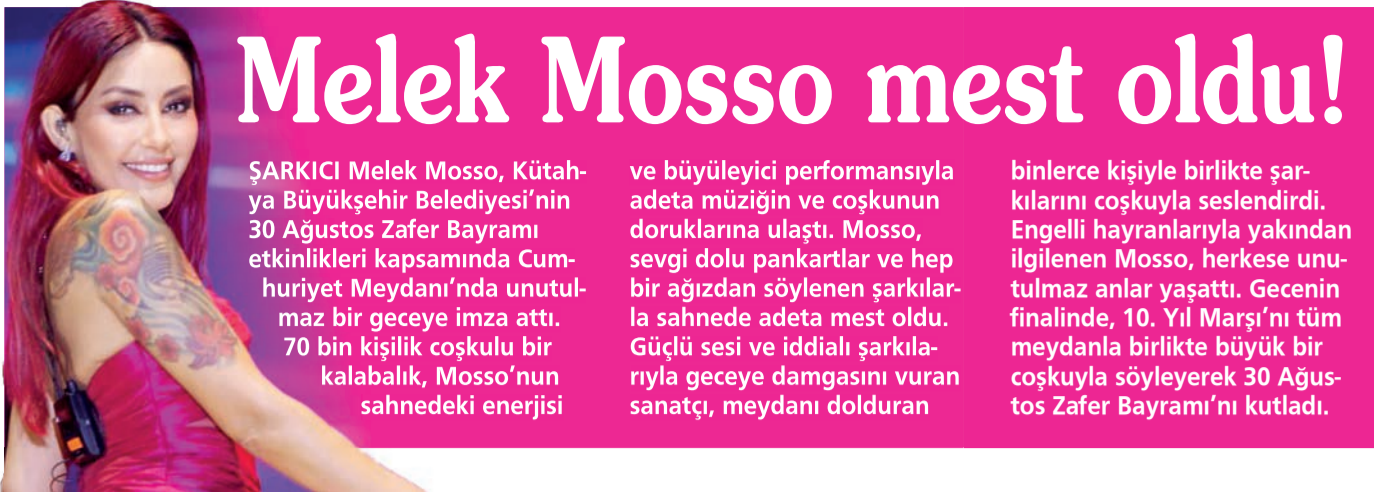 Melek Mosso mest oldu!
ŞARKICI Melek Mosso, Kütah-
ya Büyükşehir Belediyesi’nin
30 Ağustos Zafer Bayramı
etkinlikleri kapsamında Cum-
huriyet Meydanı’nda unutul-
maz bir geceye imza attı.
70 bin kişilik coşkulu bir
kalabalık, Mosso’nun
sahnedeki enerjisi
ve büyüleyici performansıyla
adeta müziğin ve coşkunun
doruklarına ulaştı. Mosso,
sevgi dolu pankartlar ve hep
bir ağızdan söylenen şarkılar-
la sahnede adeta mest oldu.
Güçlü sesi ve iddialı şarkıla-
rıyla geceye damgasını vuran
sanatçı, meydanı dolduran
binlerce kişiyle birlikte şar-
kılarını coşkuyla seslendirdi.
Engelli hayranlarıyla yakından
ilgilenen Mosso, herkese unu-
tulmaz anlar yaşattı. Gecenin
finalinde, 10. Yıl Marşı’nı tüm
meydanla birlikte büyük bir
coşkuyla söyleyerek 30 Ağus-
tos Zafer Bayramı’nı kutladı.